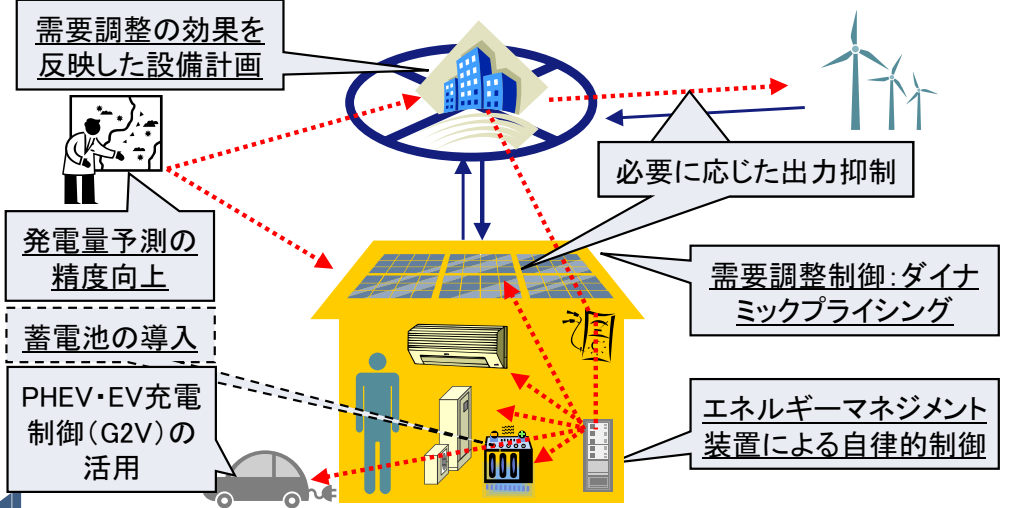 需要調整の効果を
反映した設備計画
必要に応じた出力抑制
発電量予測の
精度向上
需要調整制御：ダイナ
ミックプライシング
蓄電池の導入
PHEV・EV充電
制御（G2V）の
活用
エネルギーマネジメント
装置による自律的制御